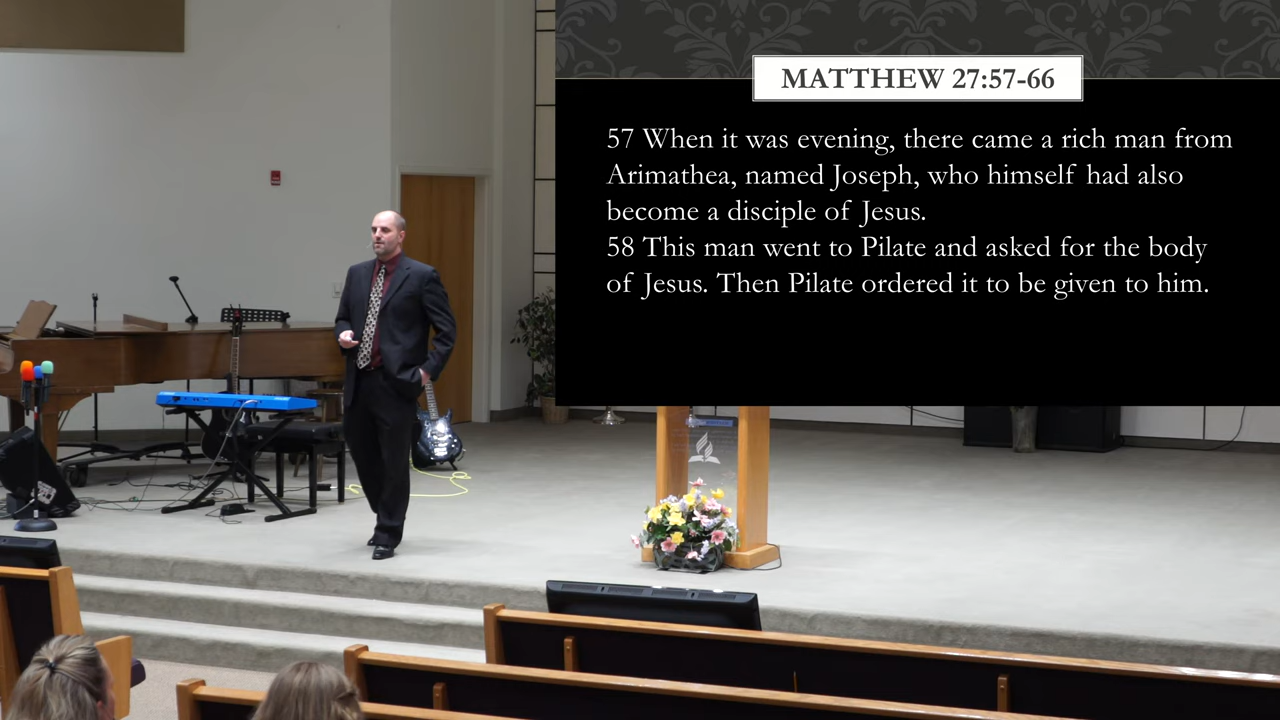 MATTHEW 27:57-66
57 When it was evening, there came a rich man from
Arimathea, named Joseph, who himself had also
become a disciple of Jesus.
58 This man went to Pilate and asked for the body
of Jesus. Then Pilate ordered it to be given to him.